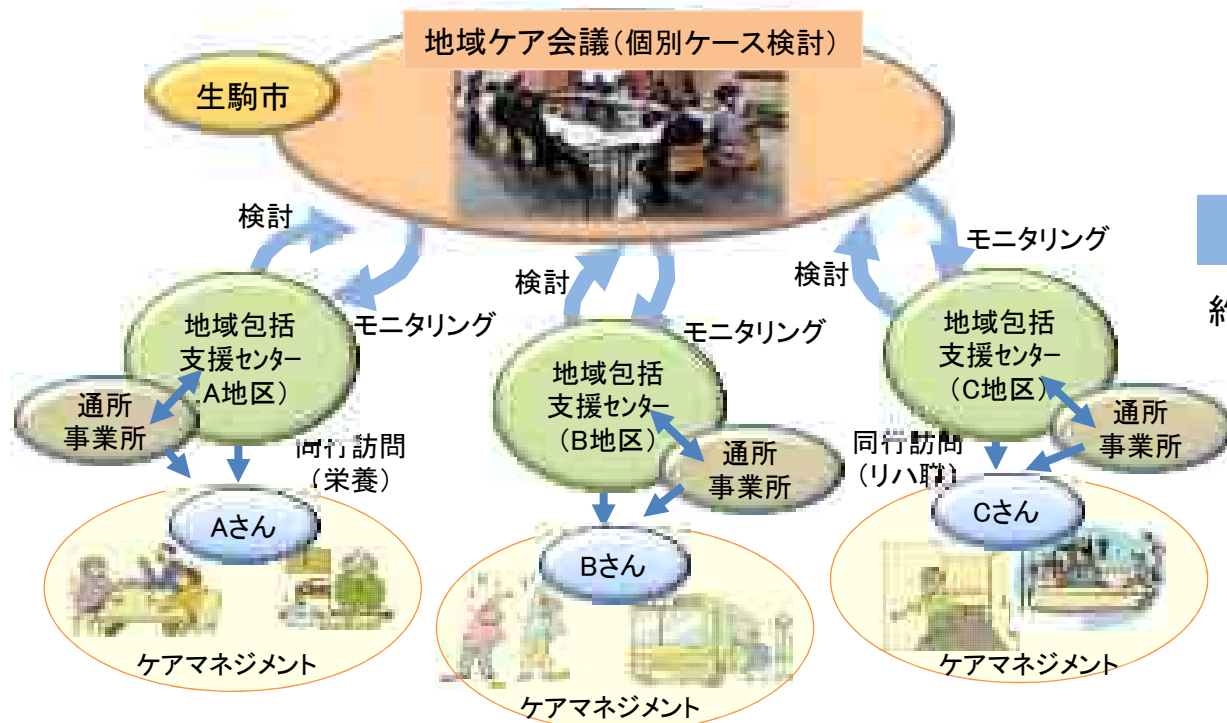 地域ケア会議（個別ケース検討）
生駒市
検討
モニタリング
検討
モニタリング
検討
モニタリング
地域包括
支援センター
（A地区）
通所
事業所
同行訪問
（栄養）
Aさん
ケアマネジメント
地域包括
支援センター
（B地区）
通所
事業所
Bさん
ケアマネジメント
地域包括
支援センター
（C地区）
通所
事業所
同行訪問
（リハ職）
Cさん
ケアマネジメント